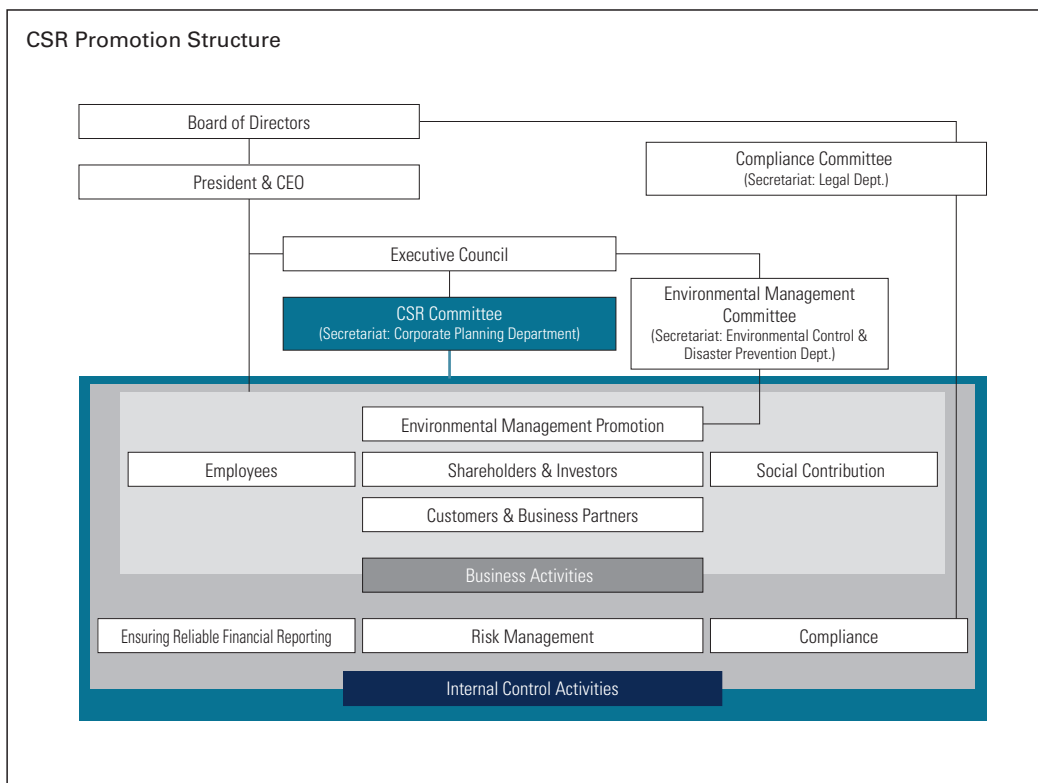 CSR Promotion Structure
Board of Directors
Compliance Committee
(Secretariat: Legal Dept.)
President & CEO
Executive Council
CSR Committee
(Secretariat: Corporate Planning Department)
Environmental Management
Committee
(Secretariat: Environmental Control &
Disaster Prevention Dept.)
Environmental Management Promotion
Employees
Shareholders & Investors
Social Contribution
Customers & Business Partners
Business Activities
Ensuring Reliable Financial Reporting
Risk Management
Compliance
Internal Control Activities